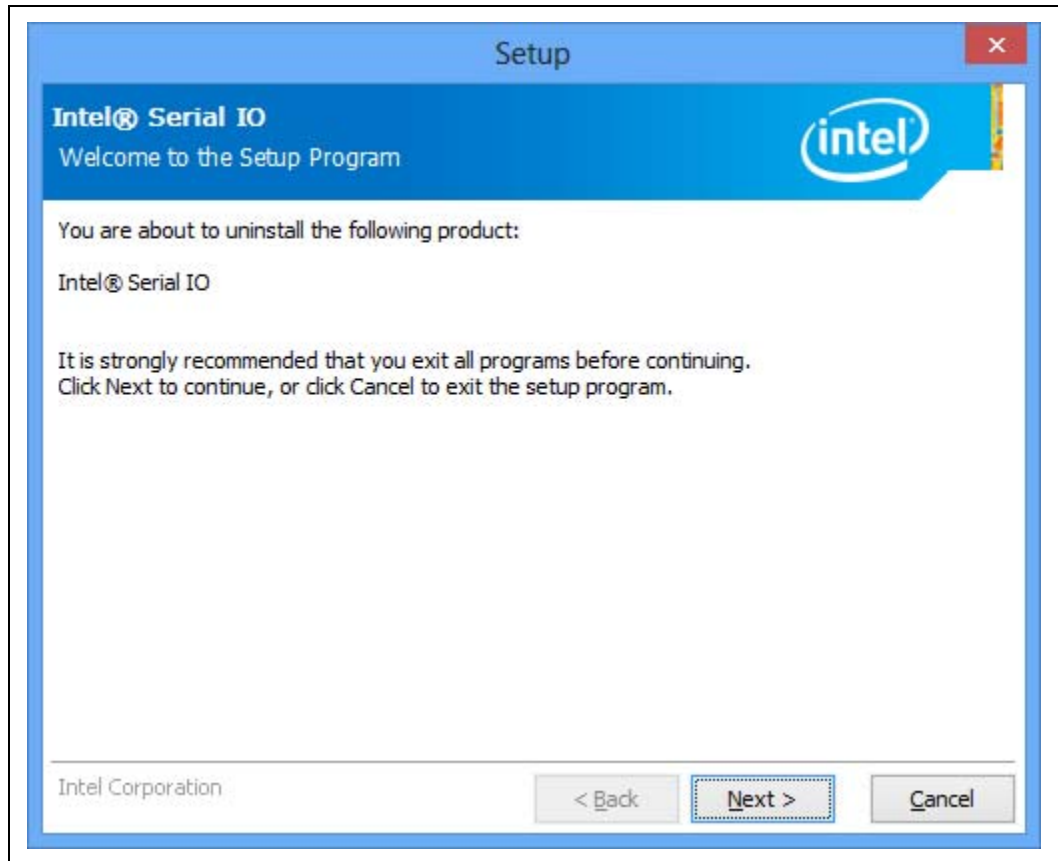 Setup
Intel® Serial IO
Welcome to the Setup Program
intel
You are about to uninstall the following product:
Intel® Serial IO
It is strongly recommended that you exit all programs before continuing.
Click Next to continue, or click Cancel to exit the setup program.
Intel Corporation
< Back
Next >
Cancel